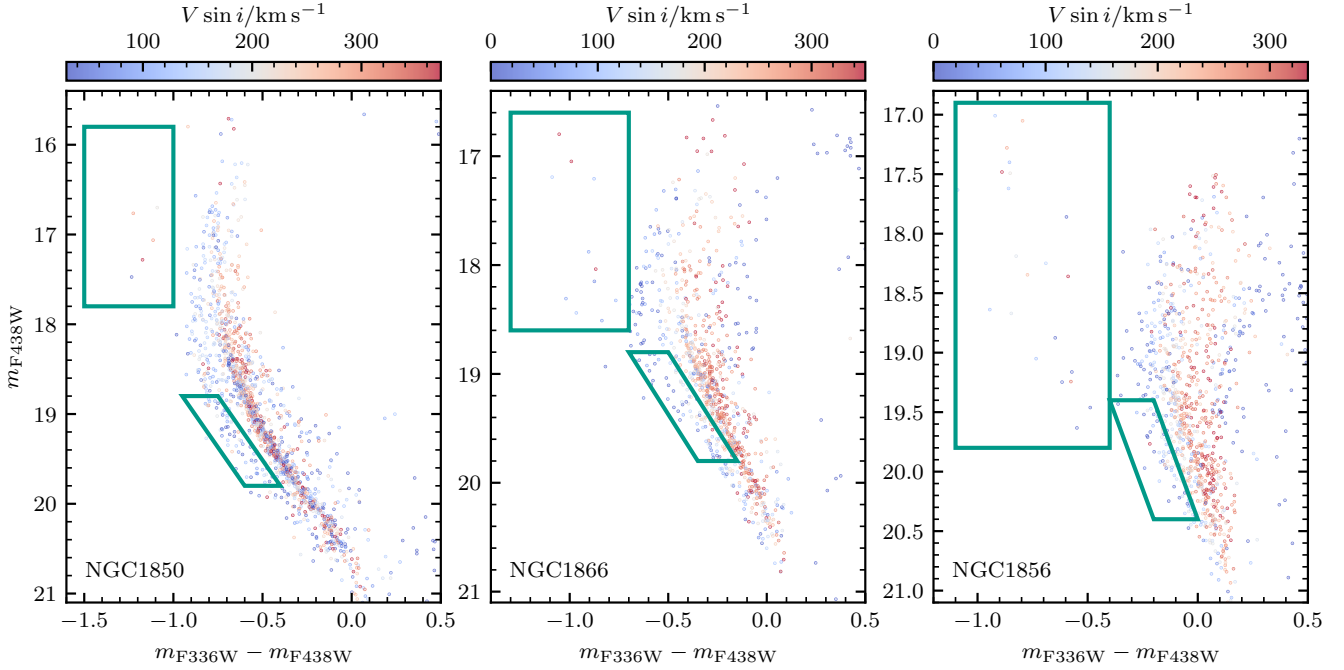 V sin i/km s⁻¹ V sin i/km s⁻¹ V sin i/km s⁻¹
100 200 300 0 100 200 300 0 100 200 300
16
17
18
19
20
21
m_F438W
NGC1850
−1.5 −1.0 −0.5 0.0 0.5
m_F336W − m_F438W
17
18
19
20
21
NGC1866
−1.0 −0.5 0.0
m_F336W − m_F438W
17.0
17.5
18.0
18.5
19.0
19.5
20.0
20.5
21.0
NGC1856
−1.0 −0.5 0.0 0.5
m_F336W − m_F438W